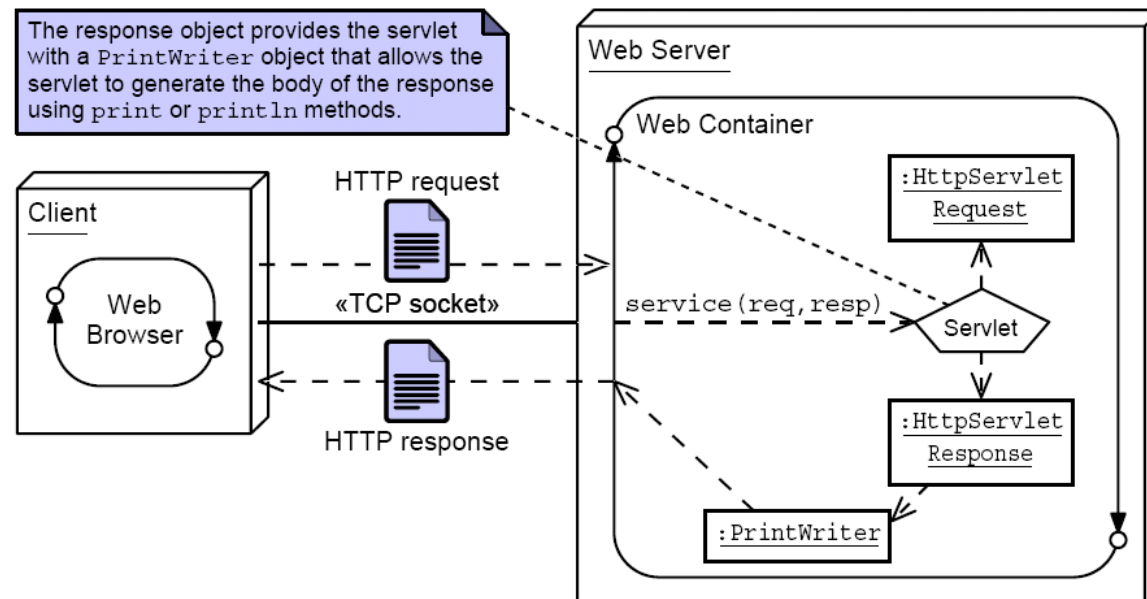 The response object provides the servlet
with a PrintWriter object that allows the
servlet to generate the body of the response
using print or println methods.
Web Server
Web Container
HTTP request
:HttpServlet
Request
Client
Web
Browser
«TCP socket»
service(req,resp)
Servlet
HTTP response
:HttpServlet
Response
:PrintWriter